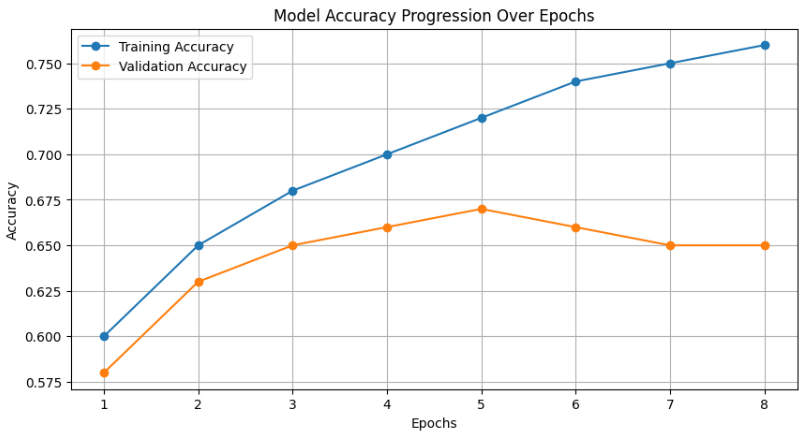 Model Accuracy Progression Over Epochs
Training Accuracy
Validation Accuracy
0.750
0.725
0.700
0.675
0.650
0.625
0.600
0.575
Accuracy
1 2 3 4 5 6 7 8
Epochs